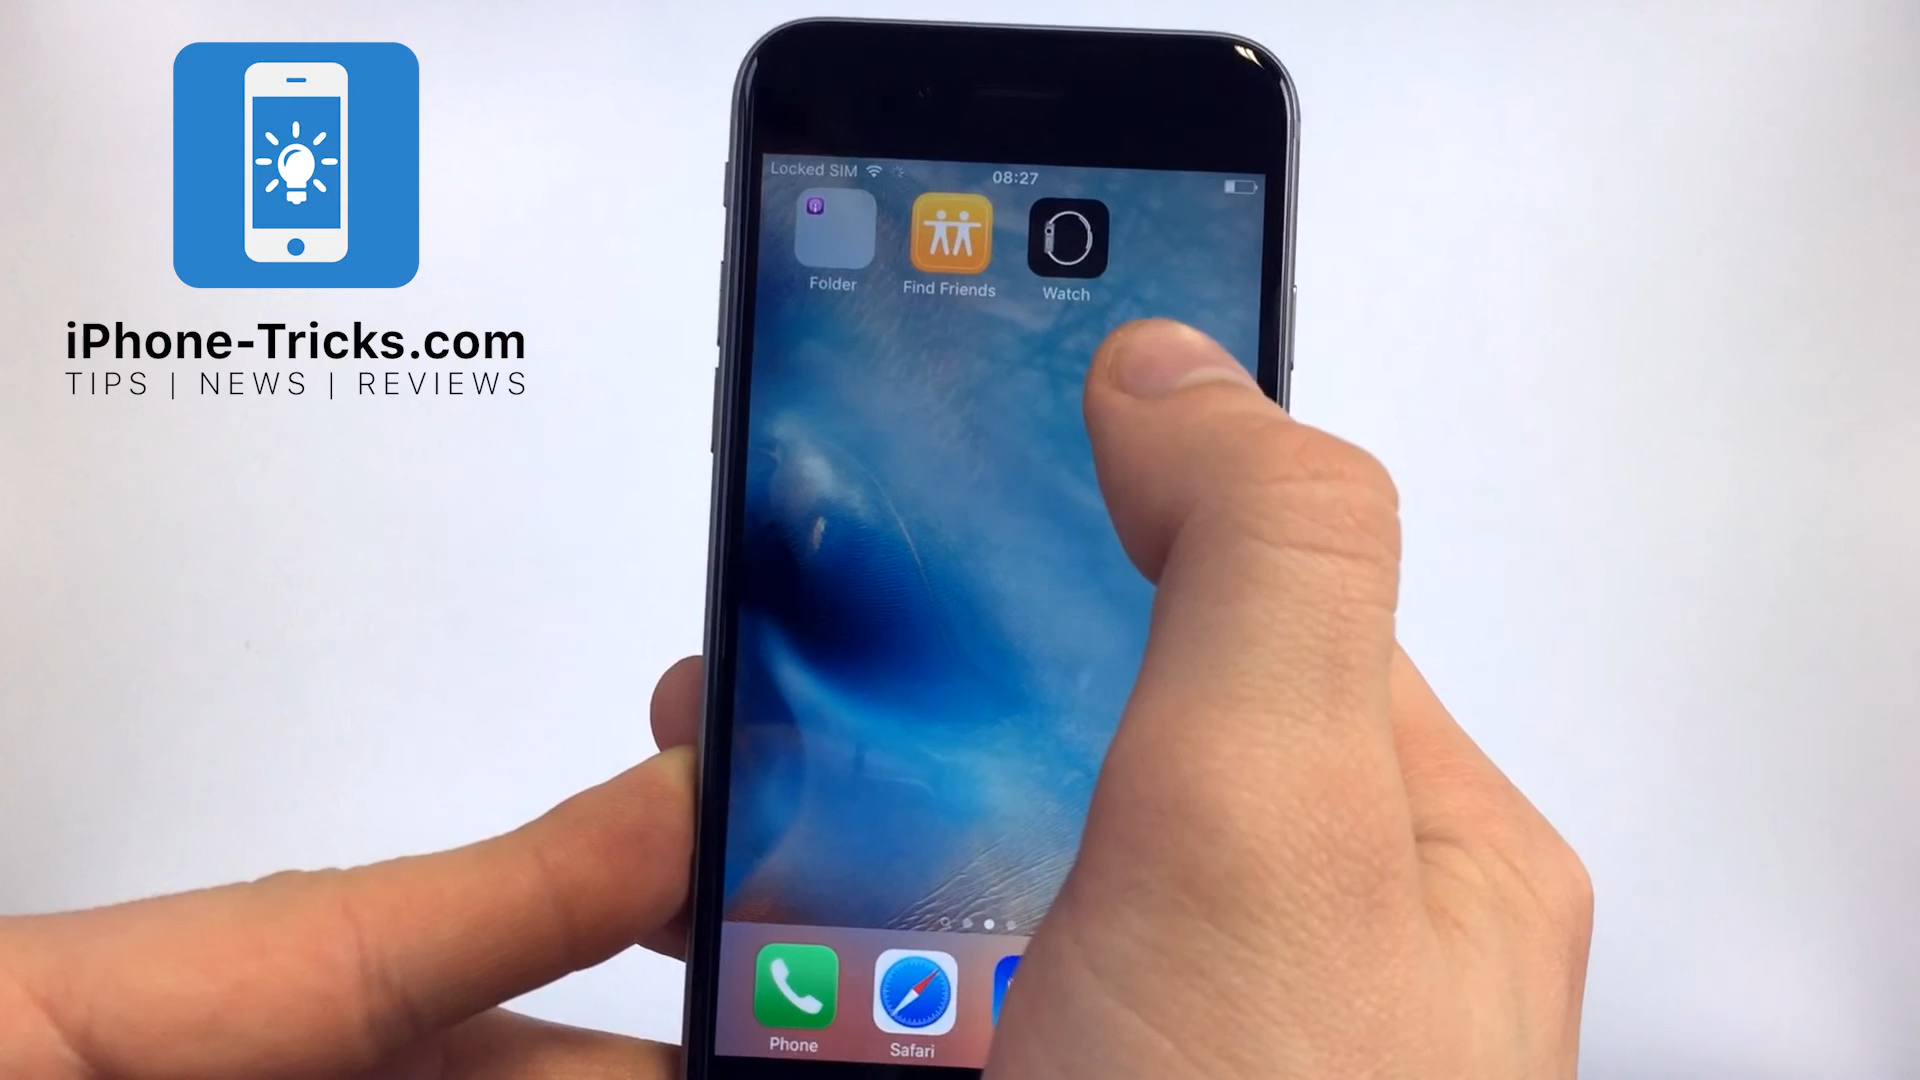 iPhone-Tricks.com
TIPS | NEWS | REVIEWS
Locked SIM 08:27
Folder
Find Friends
Watch
Phone
Safari